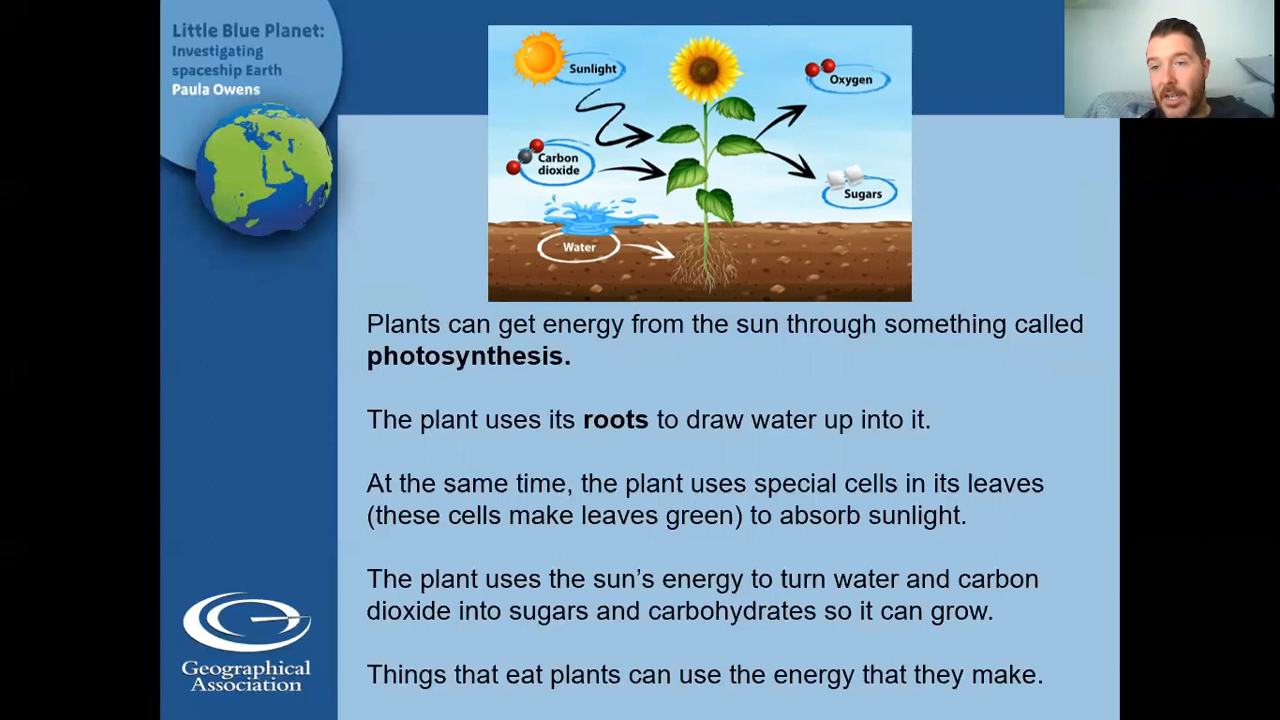 Little Blue Planet:
Investigating
spaceship Earth
Paula Owens
Sunlight
Oxygen
Carbon
dioxide
Sugars
Water
Plants can get energy from the sun through something called
photosynthesis.
The plant uses its roots to draw water up into it.
At the same time, the plant uses special cells in its leaves
(these cells make leaves green) to absorb sunlight.
The plant uses the sun’s energy to turn water and carbon
dioxide into sugars and carbohydrates so it can grow.
Things that eat plants can use the energy that they make.
Geographical
Association